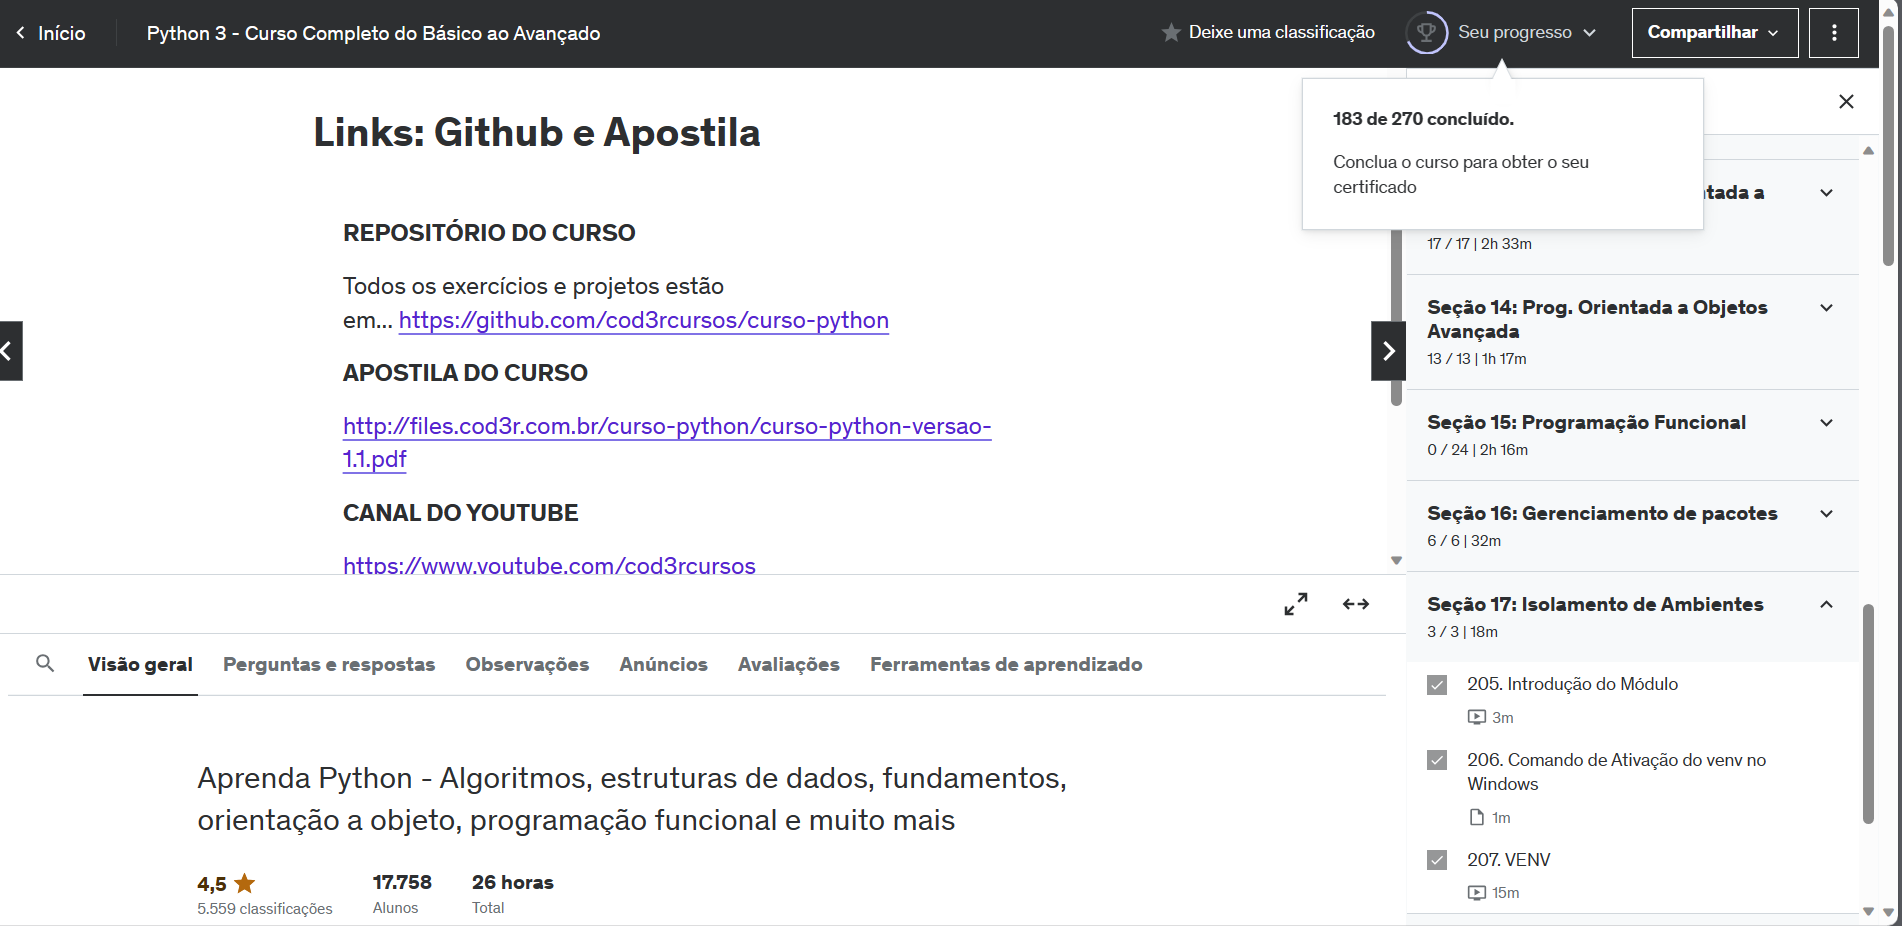 Início
Python 3 - Curso Completo do Básico ao Avançado
Deixe uma classificação
Seu progresso
Compartilhar
183 de 270 concluído.
Conclua o curso para obter o seu
certificado
Links: Github e Apostila
REPOSITÓRIO DO CURSO
Todos os exercícios e projetos estão
em... https://github.com/cod3rcursos/curso-python
APOSTILA DO CURSO
http://files.cod3r.com.br/curso-python/curso-python-versao-
1.1.pdf
CANAL DO YOUTUBE
https://www.youtube.com/cod3rcursos
Visão geral
Perguntas e respostas
Observações
Anúncios
Avaliações
Ferramentas de aprendizado
Aprenda Python - Algoritmos, estruturas de dados, fundamentos,
orientação a objeto, programação funcional e muito mais
4,5
5.559 classificações
17.758
Alunos
26 horas
Total
ntada a
17 / 17 | 2h 33m
Seção 14: Prog. Orientada a Objetos
Avançada
13 / 13 | 1h 17m
Seção 15: Programação Funcional
0 / 24 | 2h 16m
Seção 16: Gerenciamento de pacotes
6 / 6 | 32m
Seção 17: Isolamento de Ambientes
3 / 3 | 18m
205. Introdução do Módulo
3m
206. Comando de Ativação do venv no
Windows
1m
207. VENV
15m